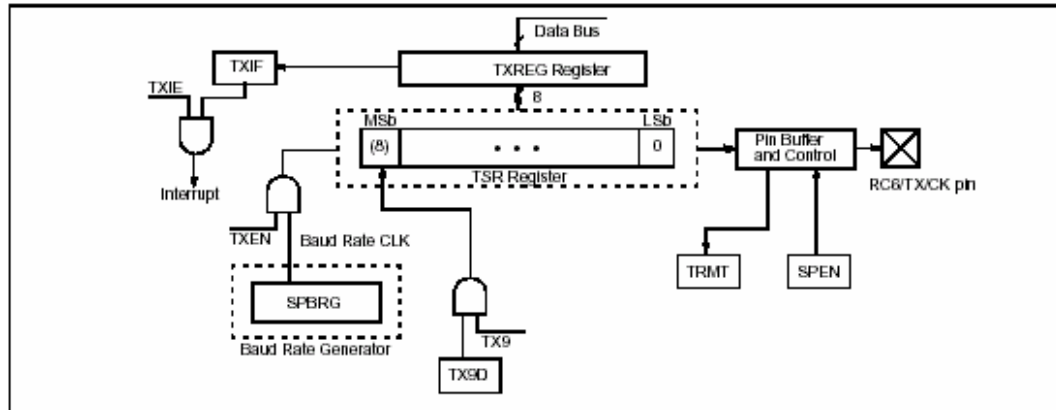 Data Bus
TXIF
TXREG Register
TXIE
8
MSb
LSb
(8)
• • •
0
Pin Buffer
and Control
TSR Register
Interrupt
RC6/TX/CK pin
TXEN
Baud Rate CLK
TRMT
SPEN
SPBRG
TX9
Baud Rate Generator
TX9D